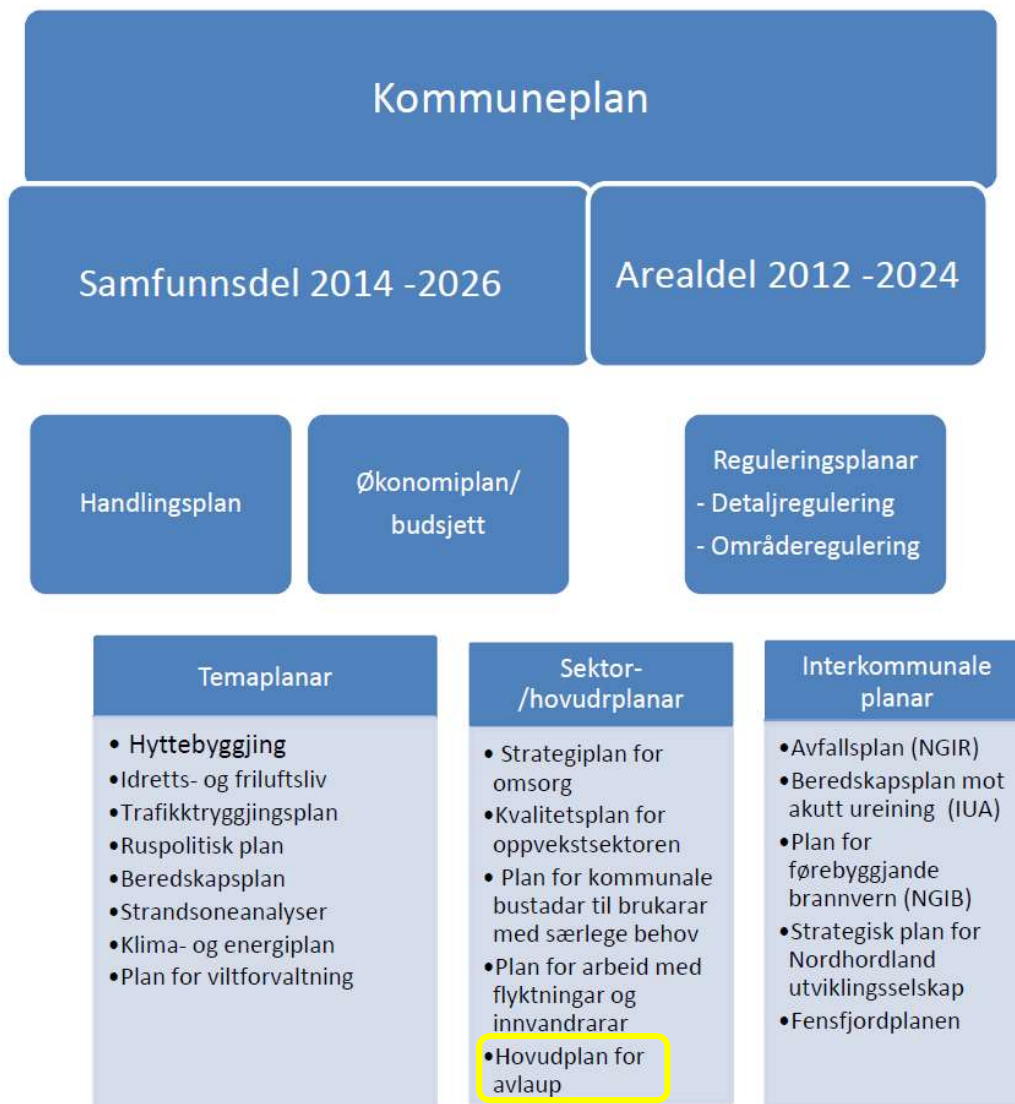 Kommuneplan
Samfunnsdel 2014 -2026
Arealdel 2012 -2024
Handlingsplan
Økonomiplan/
budsjett
Reguleringsplanar
- Detaljregulering
- Områderegulering
Temaplanar
• Hyttebyggjing
•Idretts- og friluftsliv
•Trafikktryggjingsplan
•Ruspolitisk plan
•Beredskapsplan
•Strandsoneanalyser
•Klima- og energiplan
•Plan for viltforvaltning
Sektor-
/hovudrplanar
• Strategiplan for
omsorg
•Kvalitetsplan for
oppvekstsektoren
• Plan for kommunale
bustadar til brukarar
med særlege behov
•Plan for arbeid med
flyktningar og
innvandrarar
•Hovudplan for
avlaup
Interkommunale
planar
•Avfallsplan (NGIR)
•Beredskapsplan mot
akutt ureining (IUA)
•Plan for
førebyggjande
brannvern (NGIB)
•Strategisk plan for
Nordhordland
utviklingsselskap
•Fensfjordplanen